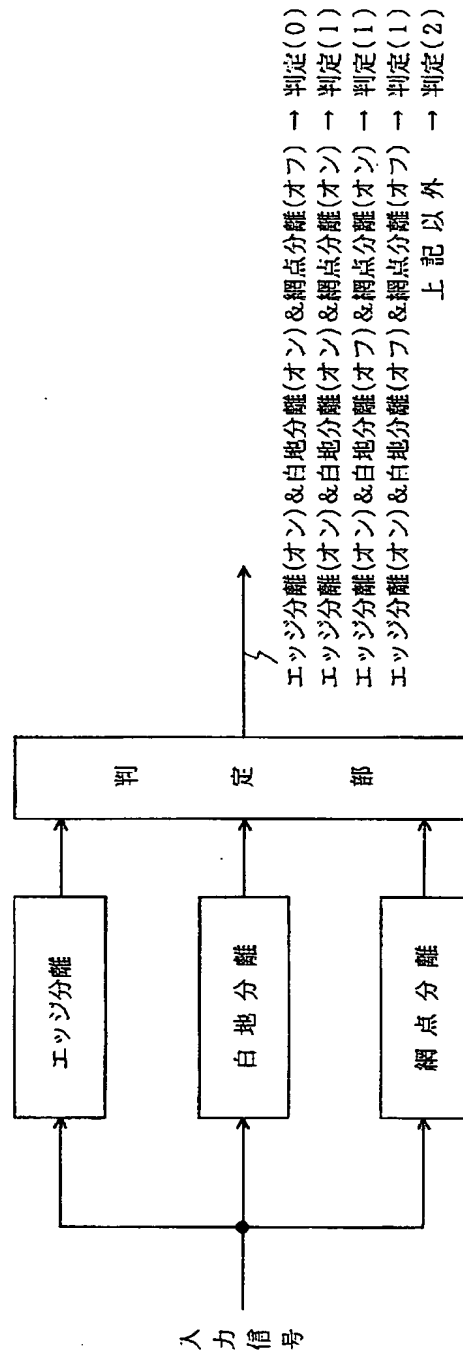 入力信号
エッジ分離
白地分離
網点分離
判定部
エッジ分離(オン)&白地分離(オン)&網点分離(オフ) → 判定(0)
エッジ分離(オン)&白地分離(オン)&網点分離(オン) → 判定(1)
エッジ分離(オン)&白地分離(オフ)&網点分離(オン) → 判定(1)
エッジ分離(オン)&白地分離(オフ)&網点分離(オフ) → 判定(1)
上記以外 → 判定(2)